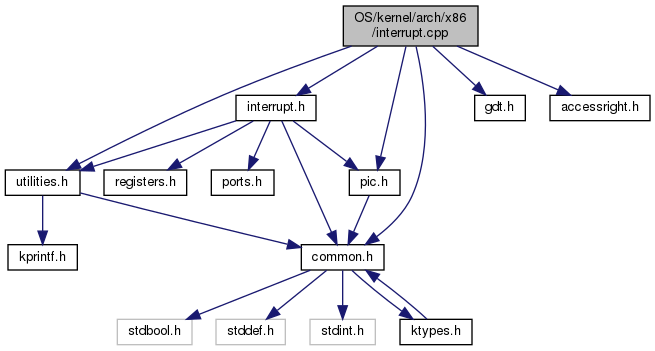 OS/kernel/arch/x86
/interrupt.cpp
interrupt.h
gdt.h
accessright.h
utilities.h
registers.h
ports.h
pic.h
kprintf.h
common.h
stdbool.h
stddef.h
stdint.h
ktypes.h